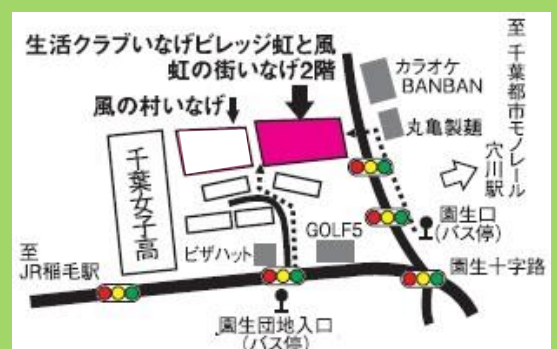 生活クラブいなげビレッジ虹と風
虹の街いなげ2階
風の村いなげ
カラオケ
BANBAN
丸亀製麺
至 千葉都市モノレール
穴川駅
千葉女子高
園生口
(バス停)
GOLF5
ピザハット
至
JR稲毛駅
園生十字路
園生団地入口
(バス停)